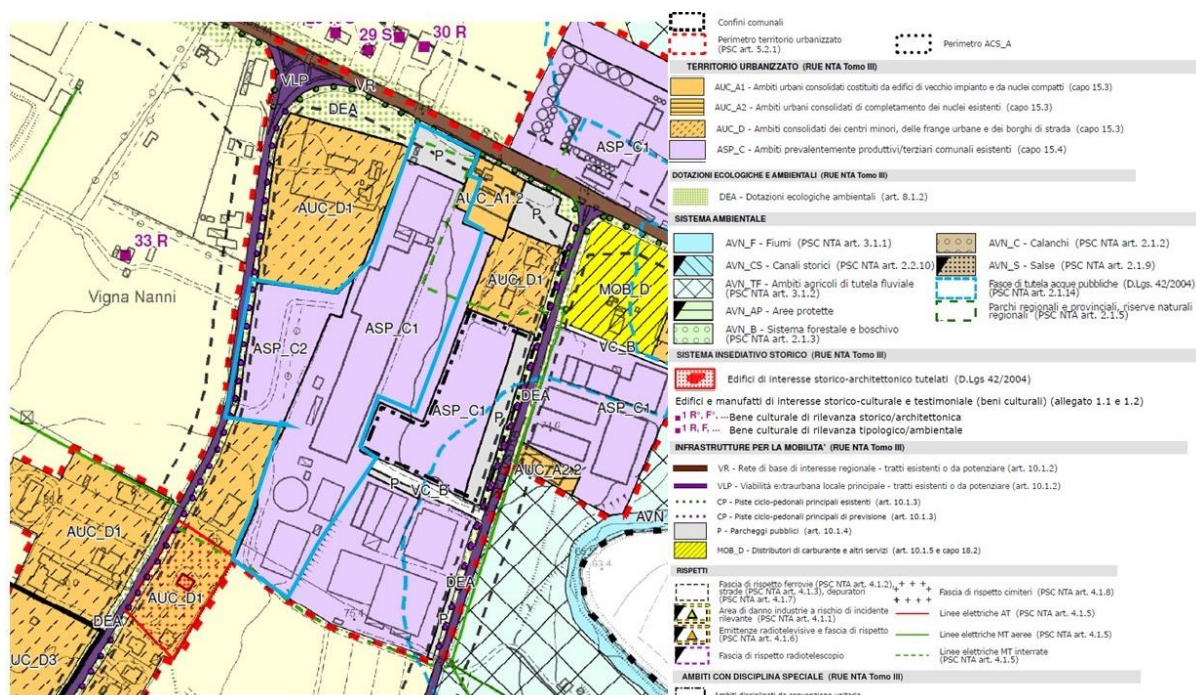 29 S
30 R
VLP
VR
DEA
ASP_C1
P
AUC_D1
AUC_A1.2
P
33 R
AUC_D1
MOB_D
Vigna Nanni
VC_B
ASP_C2
ASP_C1
DEA
ASP_C1
P
ASP_C1
AUC_A2.2
P
VC_B
AUC_D1
AVN
63.4
AUC_D1
DEA
75.4
DEA
P
UC_D3
Confini comunali
Perimetro territorio urbanizzato
(PSC art. 5.2.1)
Perimetro ACS_A
TERRITORIO URBANIZZATO (RUE NTA Tomo III)
AUC_A1 - Ambiti urbani consolidati costituiti da edifici di vecchio impianto e da nuclei compatti (capo 15.3)
AUC_A2 - Ambiti urbani consolidati di completamento dei nuclei esistenti (capo 15.3)
AUC_D - Ambiti consolidati dei centri minori, delle frange urbane e dei borghi di strada (capo 15.3)
ASP_C - Ambiti prevalentemente produttivi/terziari comunali esistenti (capo 15.4)
DOTAZIONI ECOLOGICHE E AMBIENTALI (RUE NTA Tomo III)
DEA - Dotazioni ecologiche ambientali (art. 8.1.2)
SISTEMA AMBIENTALE
AVN_F - Fiumi (PSC NTA art. 3.1.1)
AVN_C - Calanchi (PSC NTA art. 2.1.2)
AVN_CS - Canali storici (PSC NTA art. 2.2.10)
AVN_S - Salse (PSC NTA art. 2.1.9)
AVN_TF - Ambiti agricoli di tutela fluviale
(PSC NTA art. 3.1.2)
Fasce di tutela acque pubbliche (D.Lgs. 42/2004)
(PSC NTA art. 2.1.14)
AVN_AP - Aree protette
Parchi regionali e provinciali, riserve naturali
regionali (PSC NTA art. 2.1.5)
AVN_B - Sistema forestale e boschivo
(PSC NTA art. 2.1.3)
SISTEMA INSEDIATIVO STORICO (RUE NTA Tomo III)
Edifici di interesse storico-architettonico tutelati (D.Lgs 42/2004)
Edifici e manufatti di interesse storico-culturale e testimoniale (beni culturali) (allegato 1.1 e 1.2)
1 R°, F°, ...Bene culturale di rilevanza storico/architettonica
1 R, F, ... Bene culturale di rilevanza tipologico/ambientale
INFRASTRUTTURE PER LA MOBILITA' (RUE NTA Tomo III)
VR - Rete di base di interesse regionale - tratti esistenti o da potenziare (art. 10.1.2)
VLP - Viabilità extraurbana locale principale - tratti esistenti o da potenziare (art. 10.1.2)
CP - Piste ciclo-pedonali principali esistenti (art. 10.1.3)
CP - Piste ciclo-pedonali principali di previsione (art. 10.1.3)
P - Parcheggi pubblici (art. 10.1.4)
MOB_D - Distributori di carburante e altri servizi (art. 10.1.5 e capo 18.2)
RISPETTI
Fascia di rispetto ferrovie (PSC NTA art. 4.1.2),
strade (PSC NTA art. 4.1.3), depuratori
(PSC NTA art. 4.1.7)
Fascia di rispetto cimiteri (PSC NTA art. 4.1.8)
Area di danno industrie a rischio di incidente
rilevante (PSC NTA art. 4.1.1)
Linee elettriche AT (PSC NTA art. 4.1.5)
Emittenze radiotelevisive e fascia di rispetto
(PSC NTA art. 4.1.6)
Linee elettriche MT aeree (PSC NTA art. 4.1.5)
Fascia di rispetto radiotelescopio
Linee elettriche MT interrate
(PSC NTA art. 4.1.5)
AMBITI CON DISCIPLINA SPECIALE (RUE NTA Tomo III)